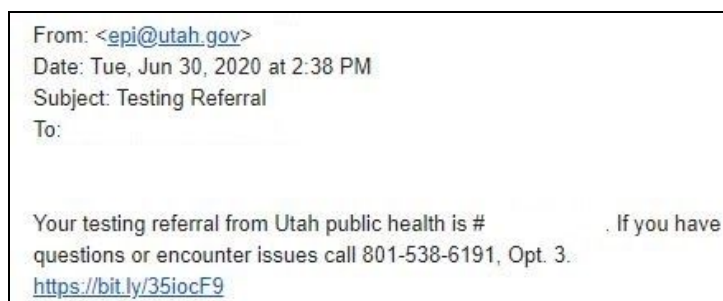 From: <epi@utah.gov>
Date: Tue, Jun 30, 2020 at 2:38 PM
Subject: Testing Referral
To:
Your testing referral from Utah public health is # . If you have
questions or encounter issues call 801-538-6191, Opt. 3.
https://bit.ly/35iocF9